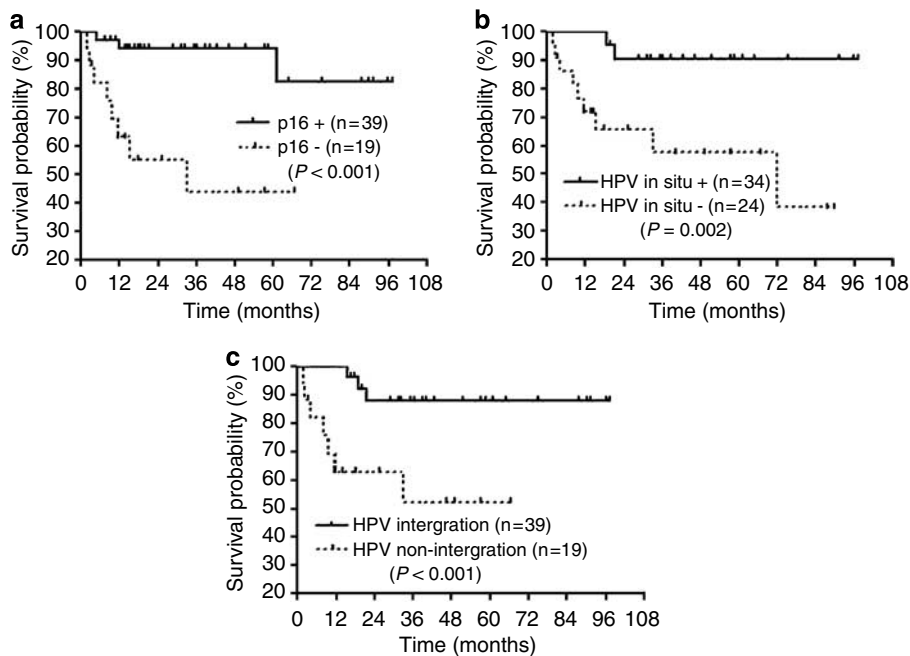 a
Survival probability (%)
100
90
80
70
60
50
40
30
20
p16 + (n=39)
p16 - (n=19)
(P < 0.001)
0 12 24 36 48 60 72 84 96 108
Time (months)
b
Survival probability (%)
100
90
80
70
60
50
40
30
20
HPV in situ + (n=34)
HPV in situ - (n=24)
(P = 0.002)
0 12 24 36 48 60 72 84 96 108
Time (months)
c
Survival probability (%)
100
90
80
70
60
50
40
30
20
HPV intergration (n=39)
HPV non-intergration (n=19)
(P < 0.001)
0 12 24 36 48 60 72 84 96 108
Time (months)